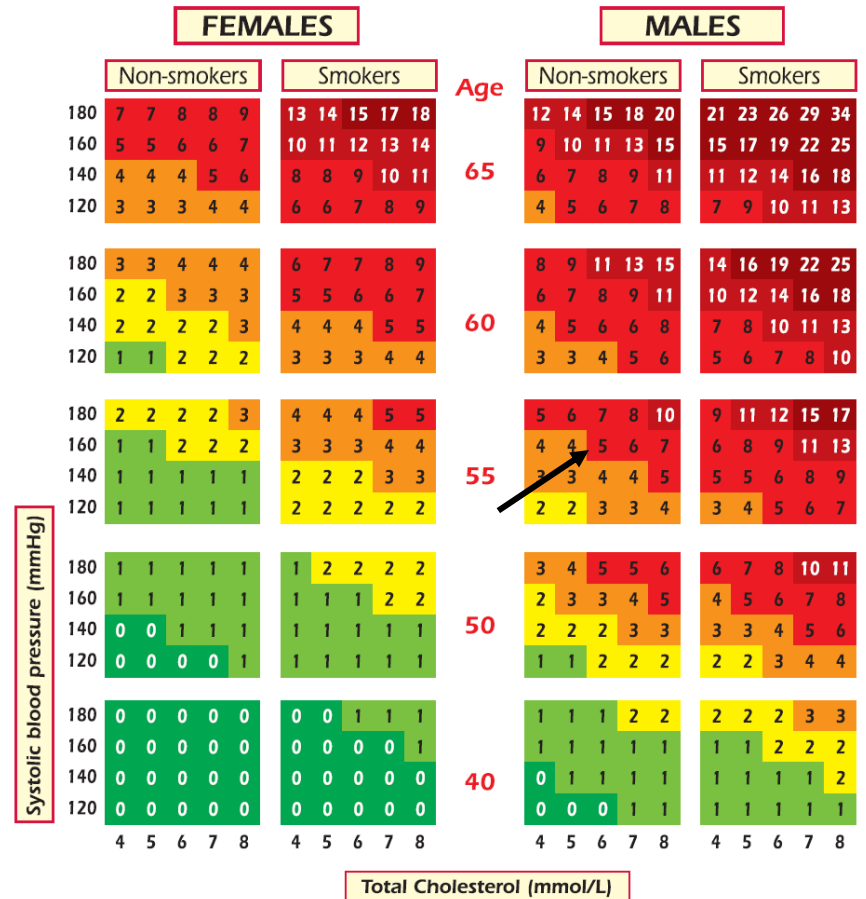 FEMALES MALES
Non-smokers Smokers Age Non-smokers Smokers
180 7 7 8 8 9 13 14 15 17 18 12 14 15 18 20 21 23 26 29 34
160 5 5 6 6 7 10 11 12 13 14 9 10 11 13 15 15 17 19 22 25
140 4 4 4 5 6 8 8 9 10 11 65 6 7 8 9 11 11 12 14 16 18
120 3 3 3 4 4 6 6 7 8 9 4 5 6 7 8 7 9 10 11 13
180 3 3 4 4 4 6 7 7 8 9 8 9 11 13 15 14 16 19 22 25
160 2 2 3 3 3 5 5 6 6 7 6 7 8 9 11 10 12 14 16 18
140 2 2 2 2 3 4 4 4 5 5 60 4 5 6 6 8 7 8 10 11 13
120 1 1 2 2 2 3 3 3 4 4 3 3 4 5 6 5 6 7 8 10
180 2 2 2 2 3 4 4 4 5 5 5 6 7 8 10 9 11 12 15 17
160 1 1 2 2 2 3 3 3 4 4 4 4 5 6 7 6 8 9 11 13
140 1 1 1 1 1 2 2 2 3 3 55 3 3 4 4 5 5 5 6 8 9
120 1 1 1 1 1 2 2 2 2 2 2 2 3 3 4 3 4 5 6 7
180 1 1 1 1 1 1 2 2 2 2 3 4 5 5 6 6 7 8 10 11
160 1 1 1 1 1 1 1 1 2 2 2 3 3 4 5 4 5 6 7 8
140 0 0 1 1 1 1 1 1 1 1 50 2 2 2 3 3 3 3 4 5 6
120 0 0 0 0 1 1 1 1 1 1 1 1 2 2 2 2 2 3 4 4
180 0 0 0 0 0 0 0 1 1 1 1 1 1 2 2 2 2 2 3 3
160 0 0 0 0 0 0 0 0 0 1 1 1 1 1 1 1 1 2 2 2
140 0 0 0 0 0 0 0 0 0 0 40 0 1 1 1 1 1 1 1 1 2
120 0 0 0 0 0 0 0 0 0 0 0 0 0 1 1 1 1 1 1 1
4 5 6 7 8 4 5 6 7 8 4 5 6 7 8 4 5 6 7 8
Systolic blood pressure (mmHg)
Total Cholesterol (mmol/L)